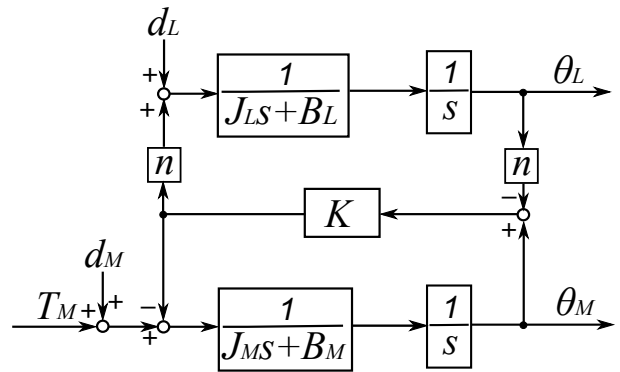 d_L
+
+
1
J_Ls+B_L
1
s
θ_L
n
n
K
−
+
d_M
T_M
+
+
−
+
1
J_Ms+B_M
1
s
θ_M